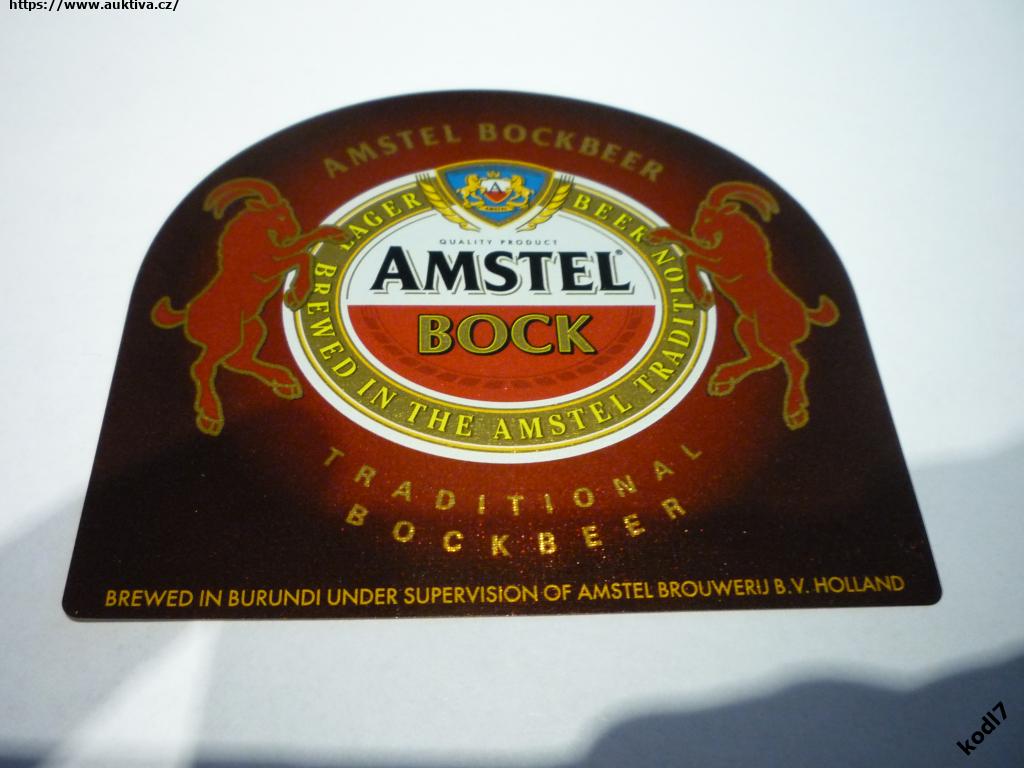 https://www.auktiva.cz/
AMSTEL BOCKBEER
LAGER BEER
A
QUALITY PRODUCT
AMSTEL®
BOCK
BREWED IN THE AMSTEL TRADITION
TRADITIONAL
BOCKBEER
BREWED IN BURUNDI UNDER SUPERVISION OF AMSTEL BROUWERIJ B.V. HOLLAND
kodl7